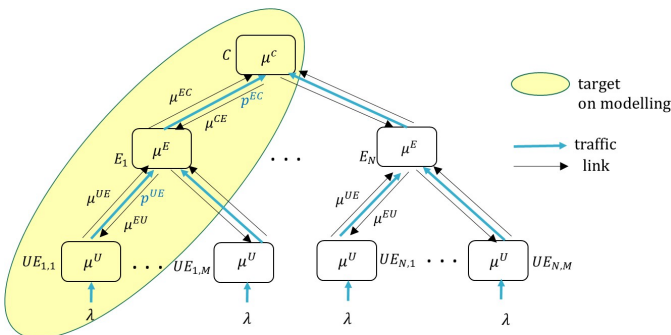 C μ^C
μ^{EC} p^{EC} μ^{CE}
target
on modelling
traffic
link
E_1 μ^E ... E_N μ^E
μ^{UE} p^{UE} μ^{EU} μ^{UE} μ^{EU}
UE_{1,1} μ^U ... UE_{1,M} μ^U μ^U UE_{N,1} ... μ^U UE_{N,M}
λ λ λ λ